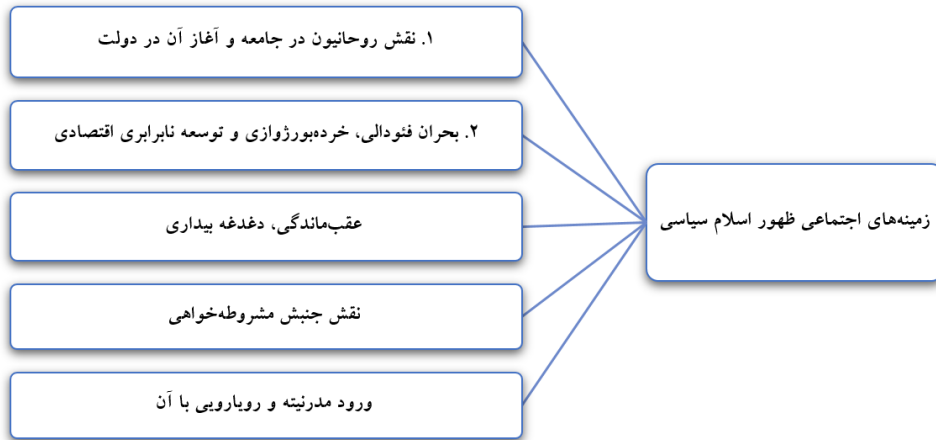 زمینه‌های اجتماعی ظهور اسلام سیاسی
۱. نقش روحانیون در جامعه و آغاز آن در دولت
۲. بحران فئودالی، خرده‌بورژوازی و توسعه نابرابری اقتصادی
عقب‌ماندگی، دغدغه بیداری
نقش جنبش مشروطه‌خواهی
ورود مدرنیته و رویارویی با آن